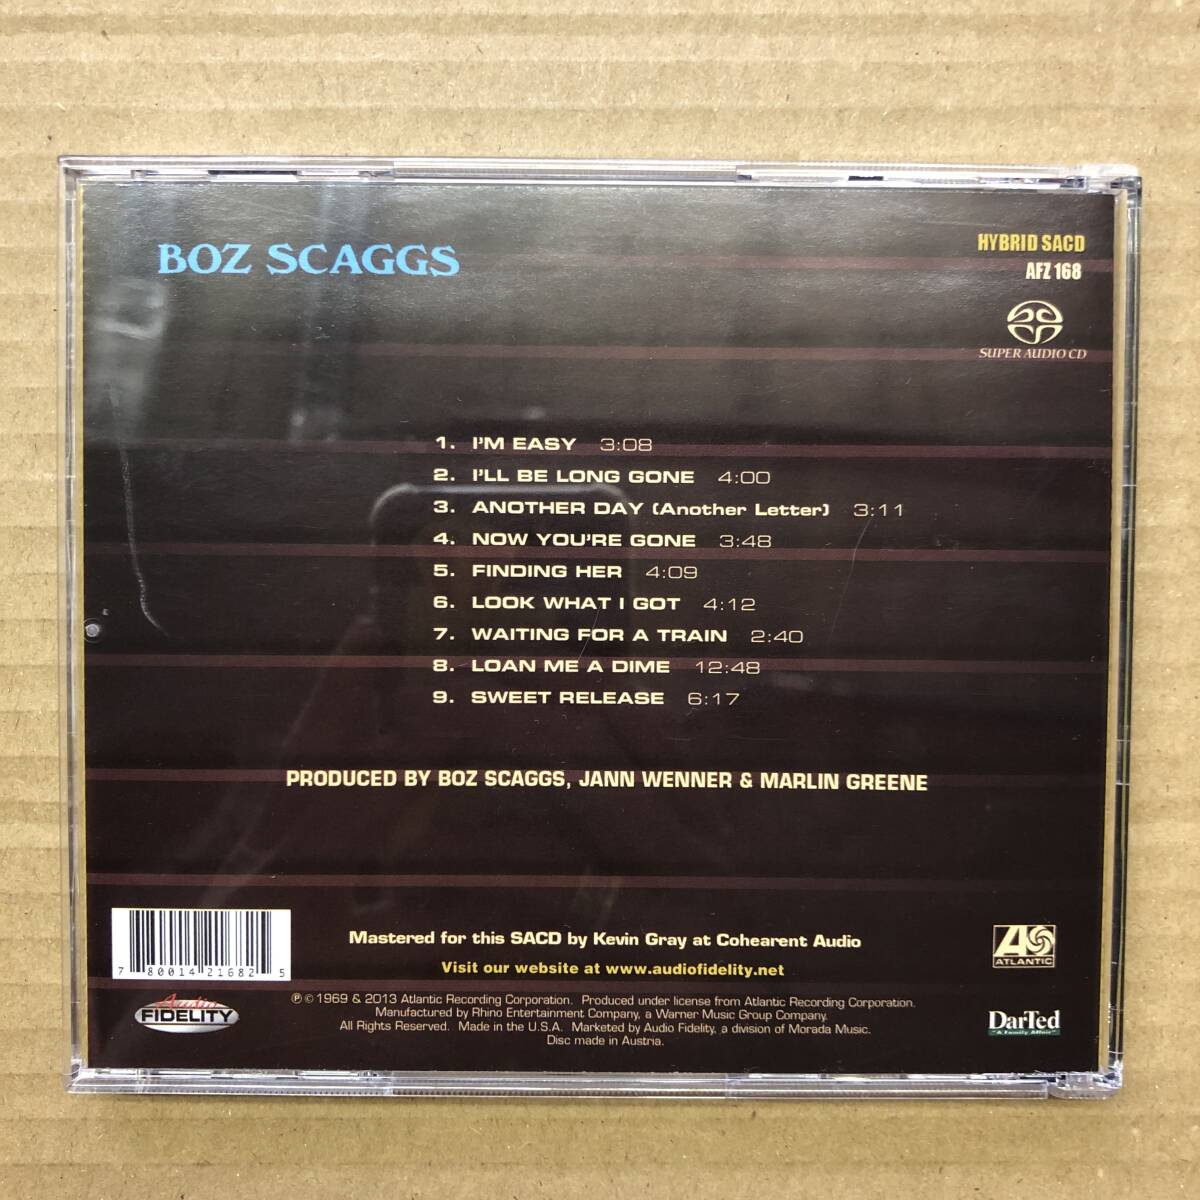 BOZ SCAGGS
HYBRID SACD
AFZ 168
SUPER AUDIO CD
1. I'M EASY 3:08
2. I'LL BE LONG GONE 4:00
3. ANOTHER DAY (Another Letter) 3:11
4. NOW YOU'RE GONE 3:48
5. FINDING HER 4:09
6. LOOK WHAT I GOT 4:12
7. WAITING FOR A TRAIN 2:40
8. LOAN ME A DIME 12:48
9. SWEET RELEASE 6:17
PRODUCED BY BOZ SCAGGS, JANN WENNER & MARLIN GREENE
7 80014 21682 5
Mastered for this SACD by Kevin Gray at Cohearent Audio
Visit our website at www.audiofidelity.net
ATLANTIC
Audio
FIDELITY
℗ © 1969 & 2013 Atlantic Recording Corporation. Produced under license from Atlantic Recording Corporation.
Manufactured by Rhino Entertainment Company, a Warner Music Group Company.
All Rights Reserved. Made in the U.S.A. Marketed by Audio Fidelity, a division of Morada Music.
Disc made in Austria.
DarTed
"A Family Affair"